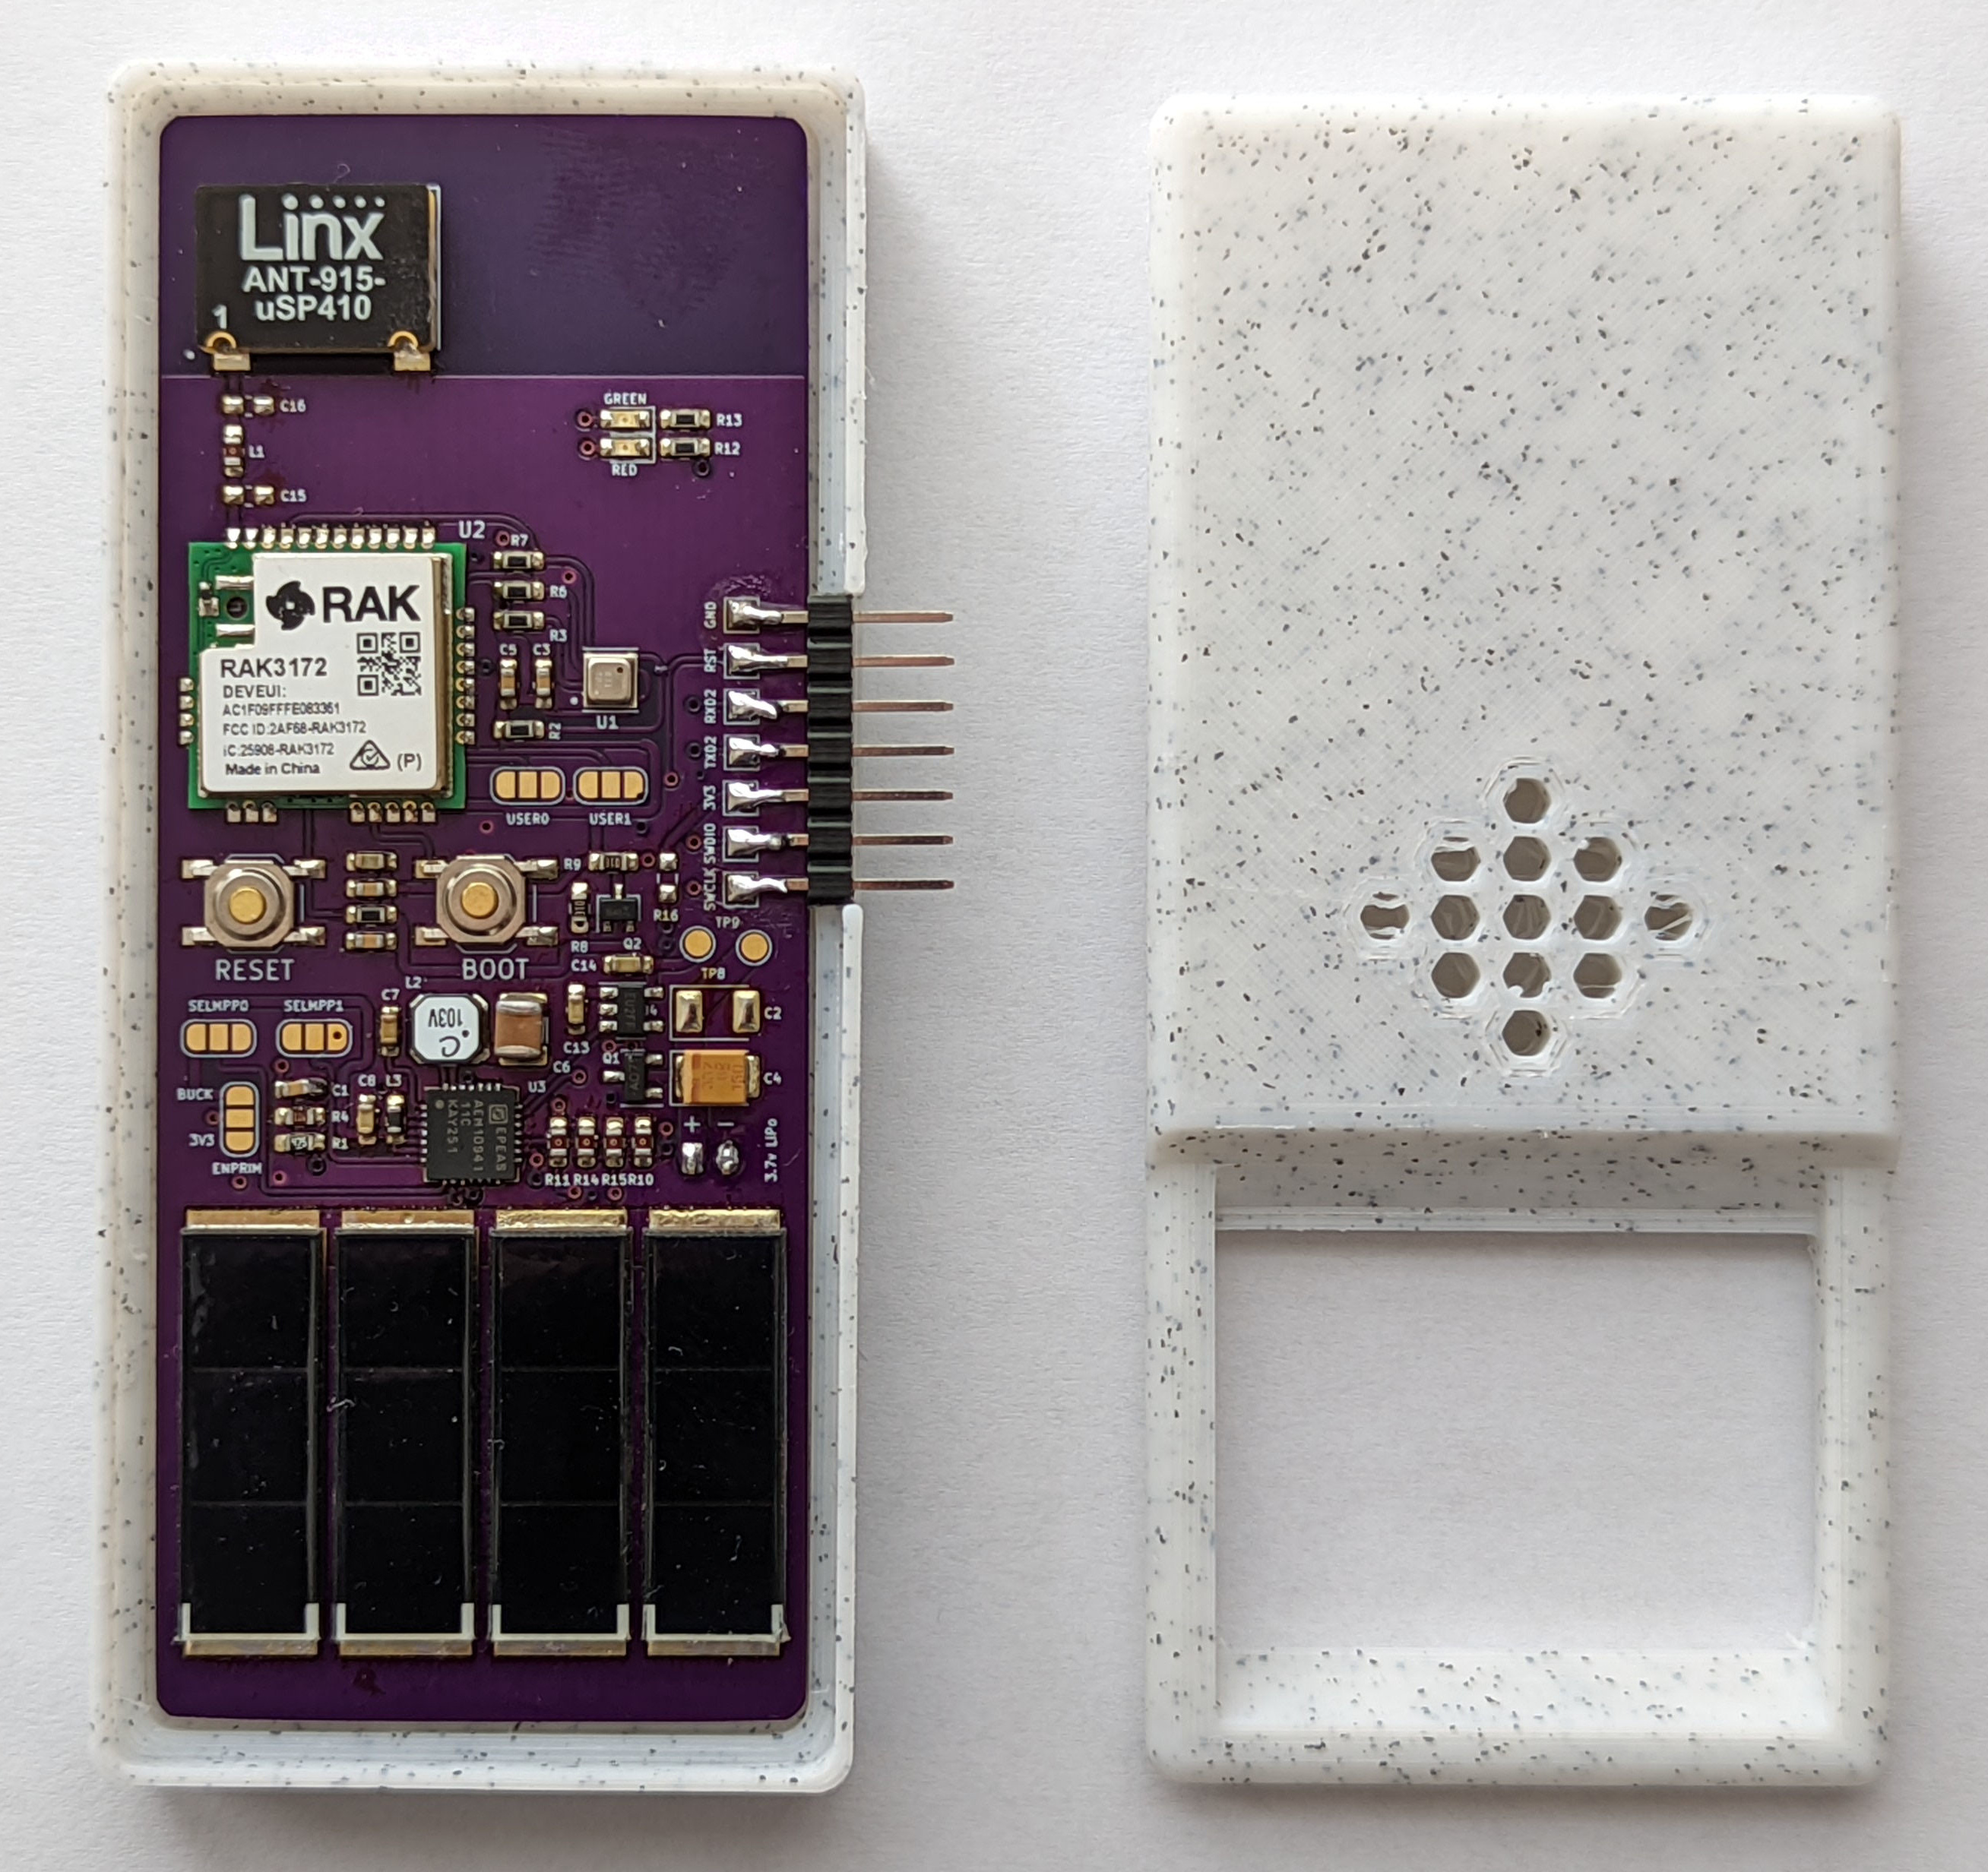 Linx
ANT-915-
uSP410
1
C16
GREEN
R13
L1
R12
RED
C15
U2
R7
R6
R3
GND
RST
RXD2
TXD2
3V3
SWDIO
SWCLK
C5
C3
U1
R2
RAK
RAK3172
DEVEUI:
AC1F09FFFE083361
FCC ID:2AF68-RAK3172
IC:25908-RAK3172
Made in China
(P)
USER0
USER1
R9
R16
TP9
R8
Q2
RESET
BOOT
C14
TP8
SELMPP0
SELMPP1
C7
L2
103V
C
C2
C13
Q1
C6
C4
BUCK
C1
C8
L3
U3
R4
3V3
R1
ENPRIM
EPEAS
AEM10941
11C
KAY251
+
-
3.7v LiPo
R11
R14
R15
R10